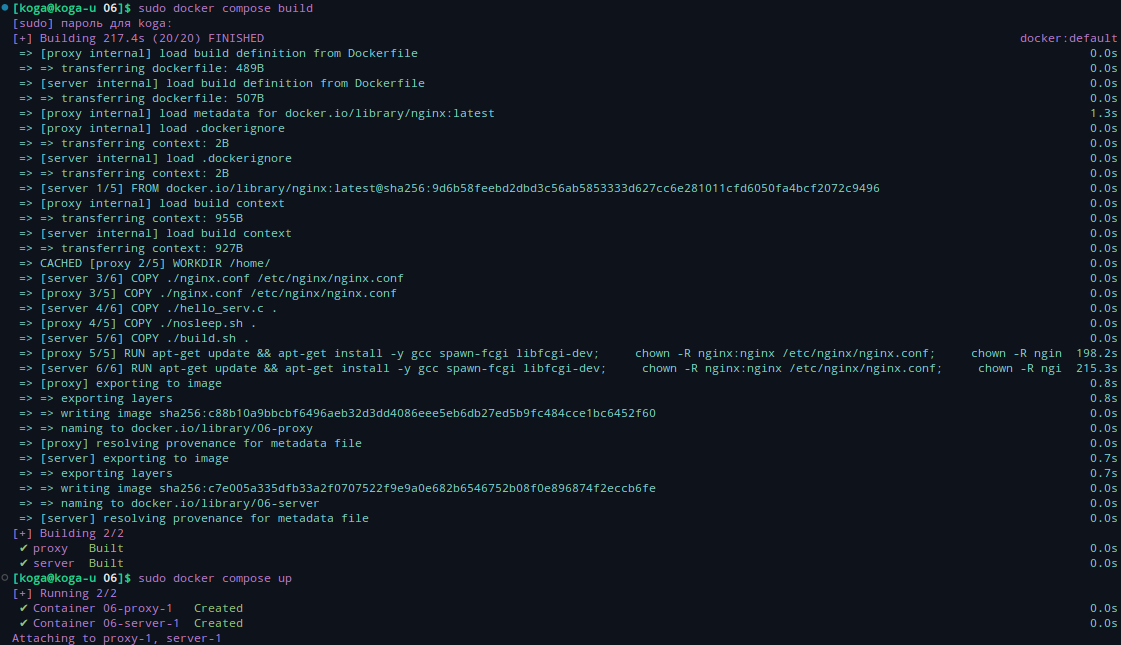 [koga@koga-u 06]$ sudo docker compose build
[sudo] пароль для koga:
[+] Building 217.4s (20/20) FINISHED docker:default
=> [proxy internal] load build definition from Dockerfile 0.0s
=> => transferring dockerfile: 489B 0.0s
=> [server internal] load build definition from Dockerfile 0.0s
=> => transferring dockerfile: 507B 0.0s
=> [proxy internal] load metadata for docker.io/library/nginx:latest 1.3s
=> [proxy internal] load .dockerignore 0.0s
=> => transferring context: 2B 0.0s
=> [server internal] load .dockerignore 0.0s
=> => transferring context: 2B 0.0s
=> [server 1/5] FROM docker.io/library/nginx:latest@sha256:9d6b58feebd2dbd3c56ab5853333d627cc6e281011cfd6050fa4bcf2072c9496 0.0s
=> [proxy internal] load build context 0.0s
=> => transferring context: 955B 0.0s
=> [server internal] load build context 0.0s
=> => transferring context: 927B 0.0s
=> CACHED [proxy 2/5] WORKDIR /home/ 0.0s
=> [server 3/6] COPY ./nginx.conf /etc/nginx/nginx.conf 0.0s
=> [proxy 3/5] COPY ./nginx.conf /etc/nginx/nginx.conf 0.0s
=> [server 4/6] COPY ./hello_serv.c . 0.0s
=> [proxy 4/5] COPY ./nosleep.sh . 0.0s
=> [server 5/6] COPY ./build.sh . 0.0s
=> [proxy 5/5] RUN apt-get update && apt-get install -y gcc spawn-fcgi libfcgi-dev; chown -R nginx:nginx /etc/nginx/nginx.conf; chown -R ngin 198.2s
=> [server 6/6] RUN apt-get update && apt-get install -y gcc spawn-fcgi libfcgi-dev; chown -R nginx:nginx /etc/nginx/nginx.conf; chown -R ngi 215.3s
=> [proxy] exporting to image 0.8s
=> => exporting layers 0.8s
=> => writing image sha256:c88b10a9bbcbf6496aeb32d3dd4086eee5eb6db27ed5b9fc484cce1bc6452f60 0.0s
=> => naming to docker.io/library/06-proxy 0.0s
=> [proxy] resolving provenance for metadata file 0.0s
=> [server] exporting to image 0.7s
=> => exporting layers 0.7s
=> => writing image sha256:c7e005a335dfb33a2f0707522f9e9a0e682b6546752b08f0e896874f2eccb6fe 0.0s
=> => naming to docker.io/library/06-server 0.0s
=> [server] resolving provenance for metadata file 0.0s
[+] Building 2/2
✔ proxy Built 0.0s
✔ server Built 0.0s
[koga@koga-u 06]$ sudo docker compose up
[+] Running 2/2
✔ Container 06-proxy-1 Created 0.0s
✔ Container 06-server-1 Created 0.0s
Attaching to proxy-1, server-1